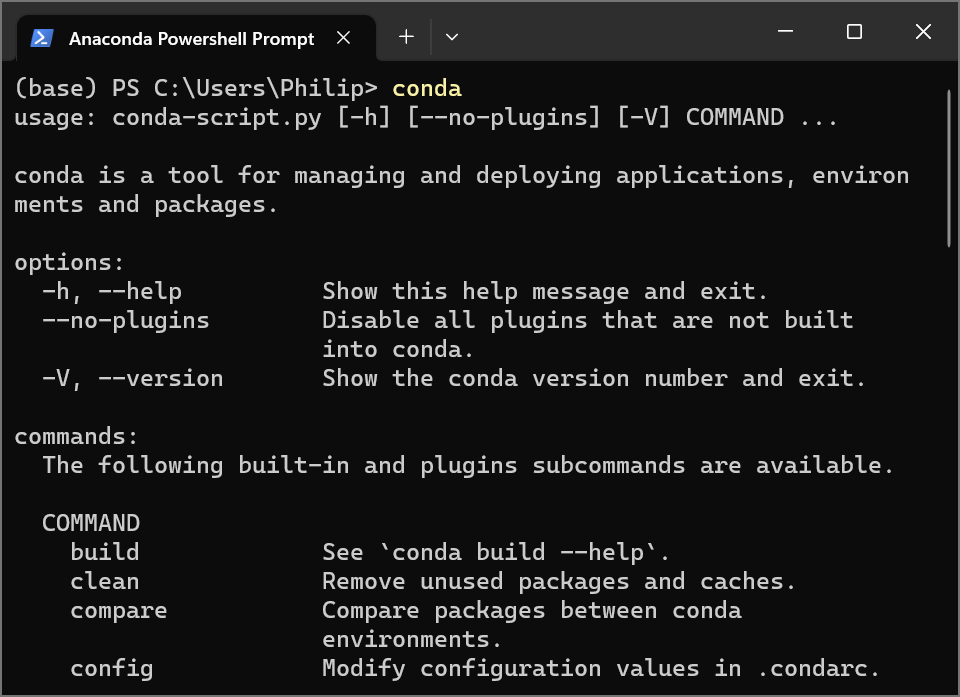 Anaconda Powershell Prompt
(base) PS C:\Users\Philip> conda
usage: conda-script.py [-h] [--no-plugins] [-V] COMMAND ...
conda is a tool for managing and deploying applications, environ
ments and packages.
options:
-h, --help Show this help message and exit.
--no-plugins Disable all plugins that are not built
into conda.
-V, --version Show the conda version number and exit.
commands:
The following built-in and plugins subcommands are available.
COMMAND
build See `conda build --help`.
clean Remove unused packages and caches.
compare Compare packages between conda
environments.
config Modify configuration values in .condarc.